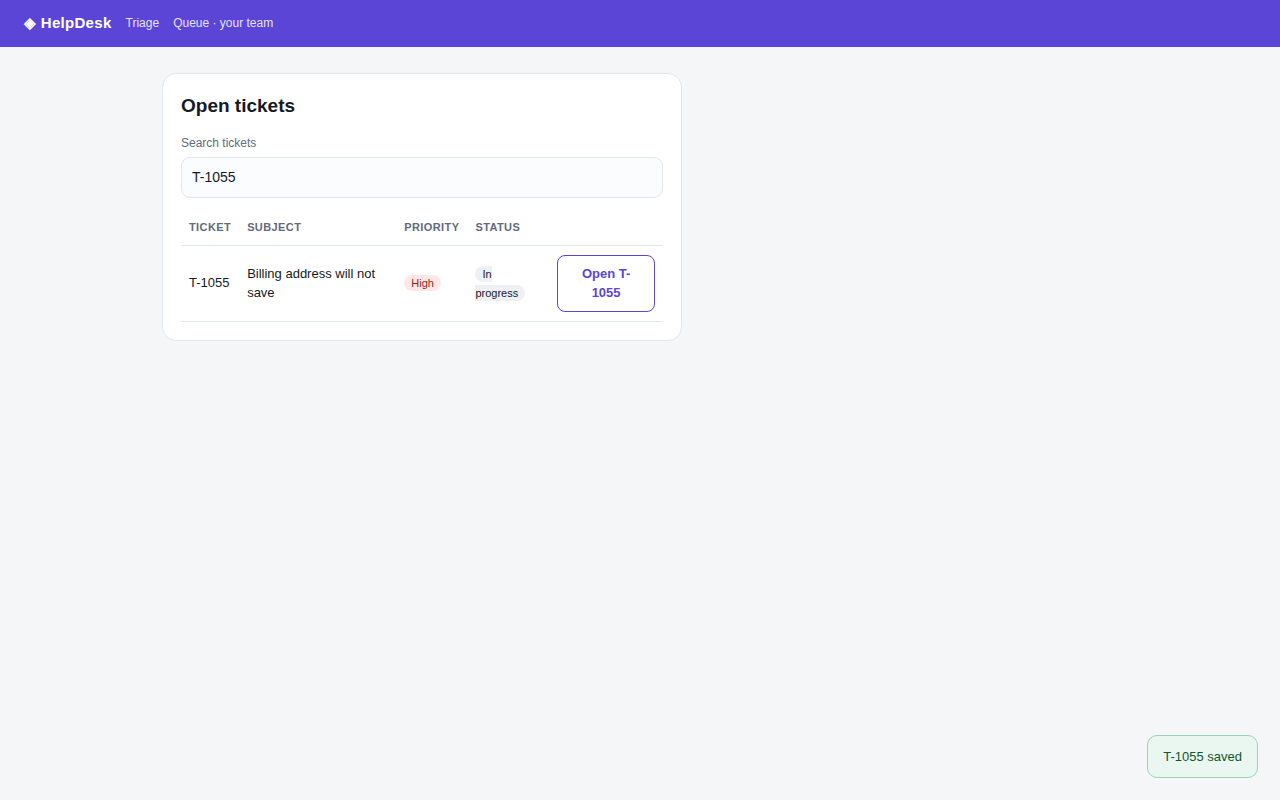 ◈ HelpDesk Triage Queue · your team
Open tickets
Search tickets
T-1055
TICKET SUBJECT PRIORITY STATUS
T-1055
Billing address will not
save
High
In
progress
Open T-
1055
T-1055 saved